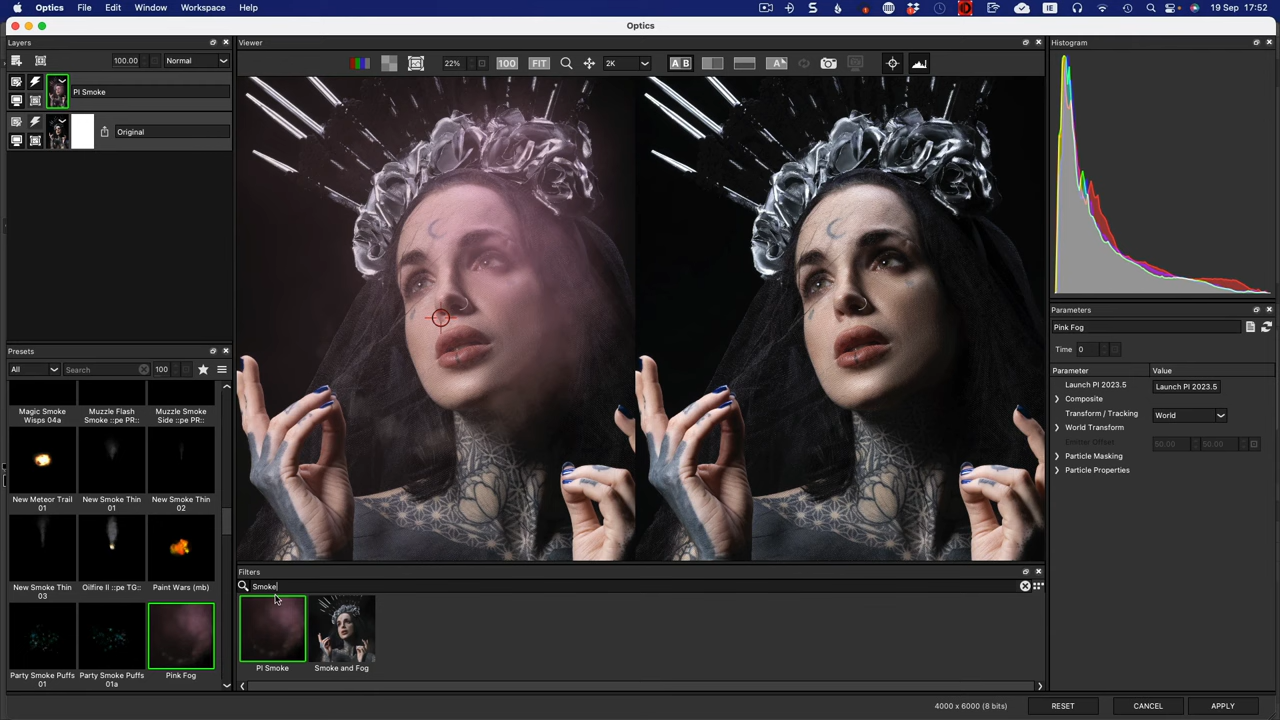 Optics File Edit Window Workspace Help 19 Sep 17:52
Optics
Layers
100.00 Normal
PI Smoke
Original
Presets
All Search 100
Magic Smoke Wisps 04a
Muzzle Flash Smoke ::pe PR::
Muzzle Smoke Side ::pe PR::
New Meteor Trail 01
New Smoke Thin 01
New Smoke Thin 02
New Smoke Thin 03
Oilfire II ::pe TG::
Paint Wars (mb)
Party Smoke Puffs 01
Party Smoke Puffs 01a
Pink Fog
Viewer
22% 100 FIT 2K A B A
Filters
Smoke
PI Smoke
Smoke and Fog
Histogram
Parameters
Pink Fog
Time 0
Parameter Value
Launch PI 2023.5 Launch PI 2023.5
Composite
Transform / Tracking World
World Transform
Emitter Offset 50.00 50.00
Particle Masking
Particle Properties
4000 x 6000 (8 bits) RESET CANCEL APPLY